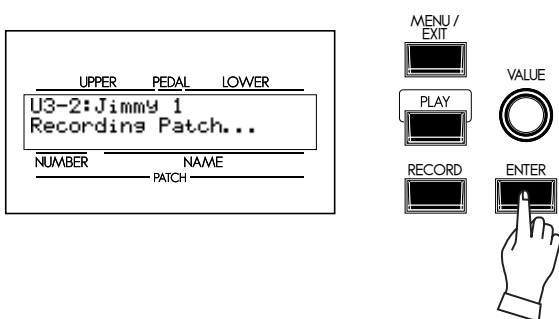 UPPER PEDAL LOWER
U3-2:Jimmy 1
Recording Patch...
NUMBER NAME
PATCH
MENU /
EXIT
PLAY
VALUE
RECORD
ENTER